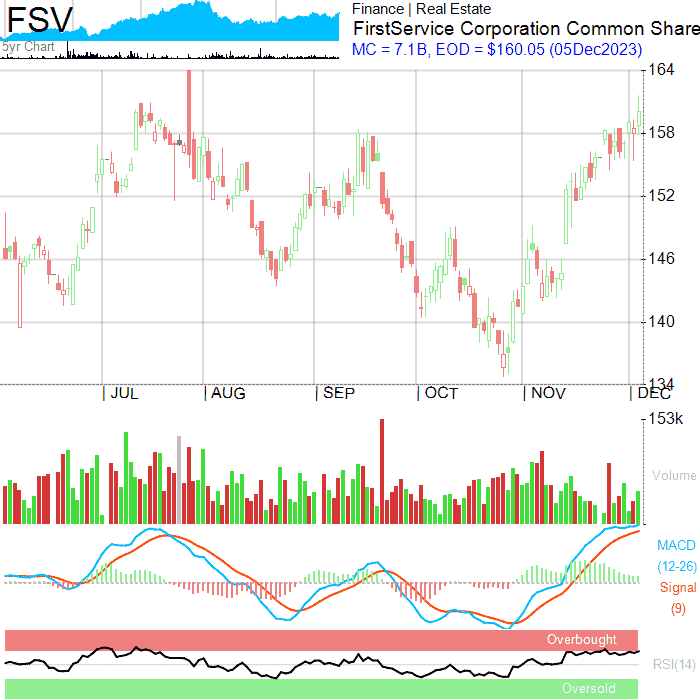 FSV
5yr Chart
Finance | Real Estate
FirstService Corporation Common Share
MC = 7.1B, EOD = $160.05 (05Dec2023)
164
158
152
146
140
134
| JUL | AUG | SEP | OCT | NOV | DEC
153k
Volume
MACD
(12-26)
Signal
(9)
Overbought
RSI(14)
Oversold